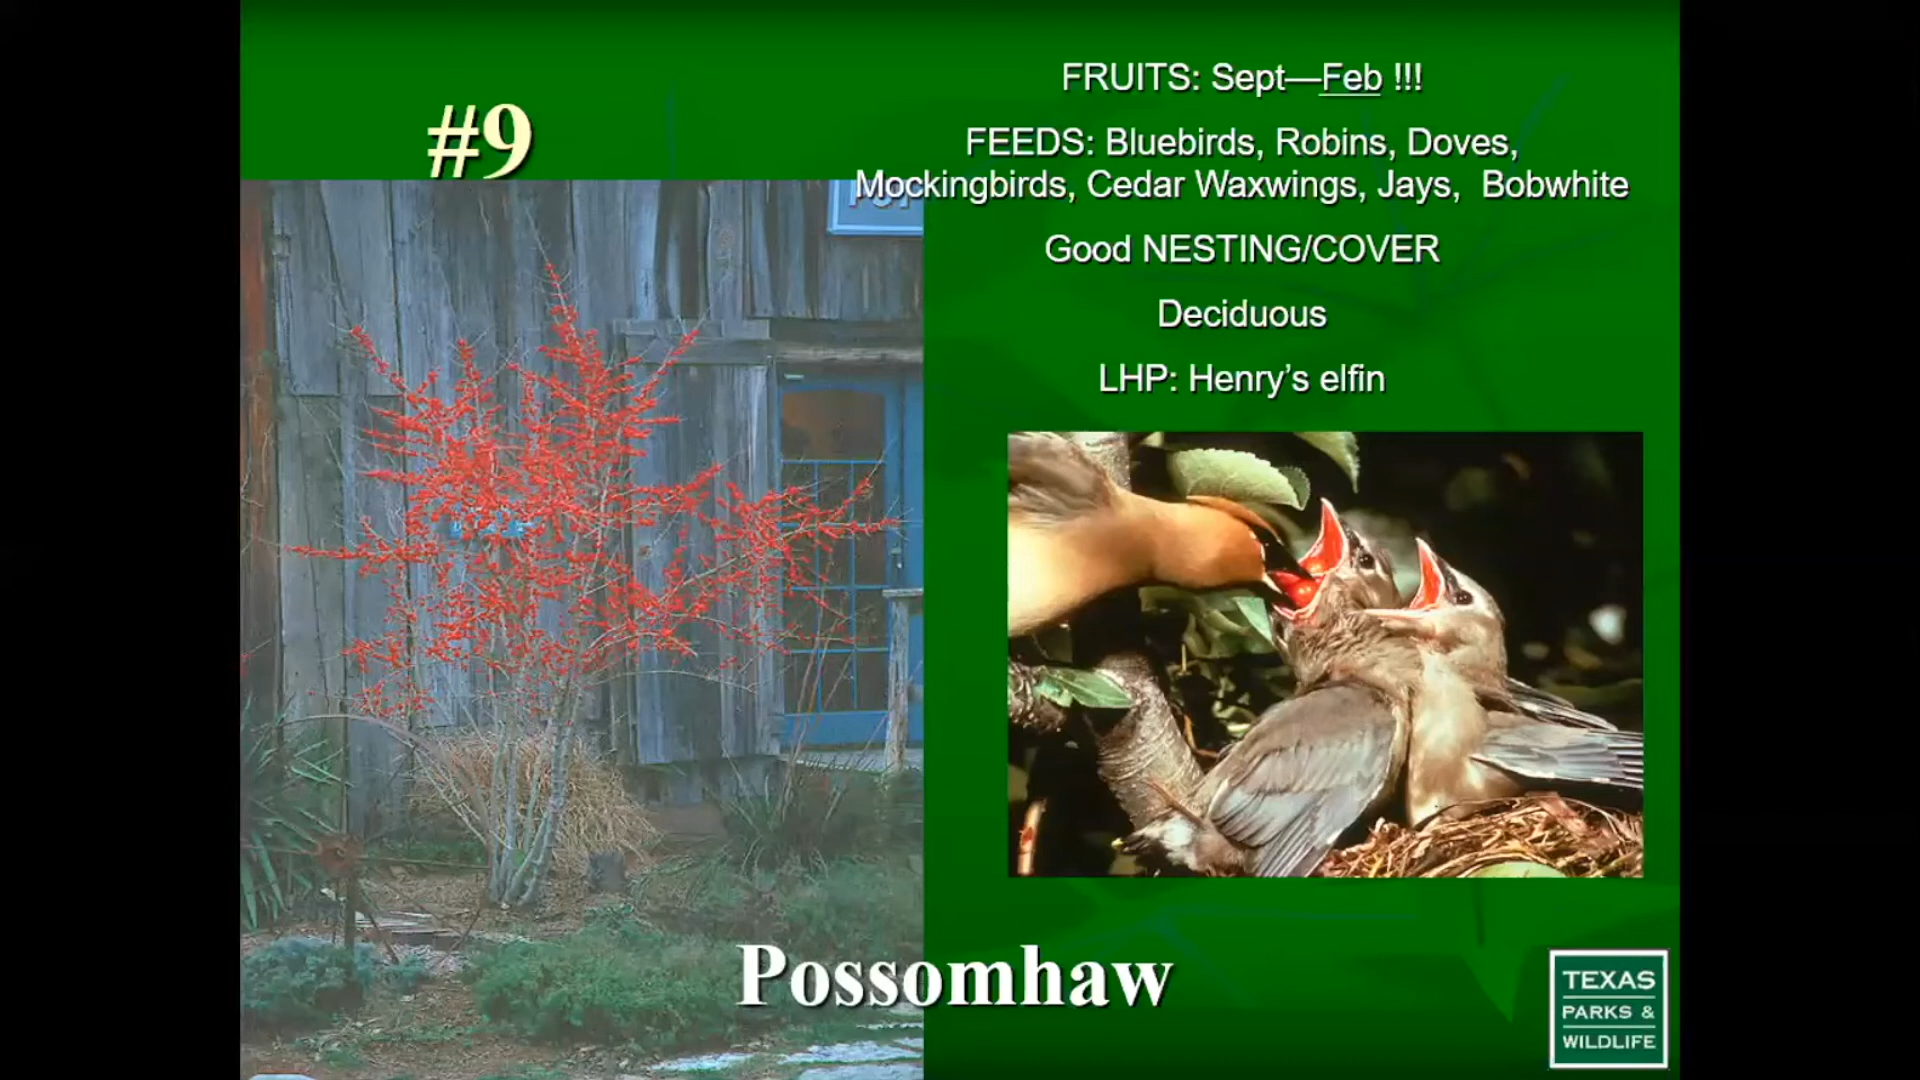 #9
FRUITS: Sept—Feb !!!
FEEDS: Bluebirds, Robins, Doves,
Mockingbirds, Cedar Waxwings, Jays, Bobwhite
Good NESTING/COVER
Deciduous
LHP: Henry's elfin
Possomhaw
TEXAS
PARKS &
WILDLIFE